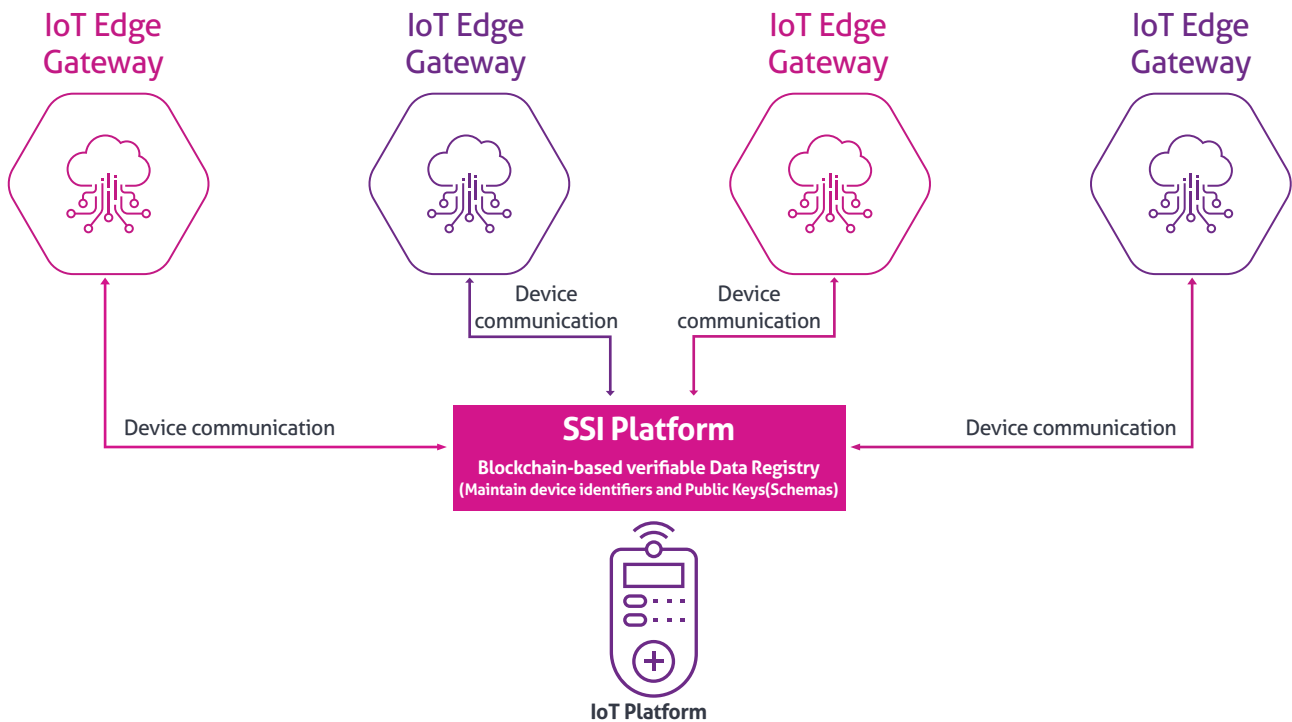 IoT Edge
Gateway
IoT Edge
Gateway
IoT Edge
Gateway
IoT Edge
Gateway
Device
communication
Device
communication
Device communication
Device communication
SSI Platform
Blockchain-based verifiable Data Registry
(Maintain device identifiers and Public Keys(Schemas)
IoT Platform